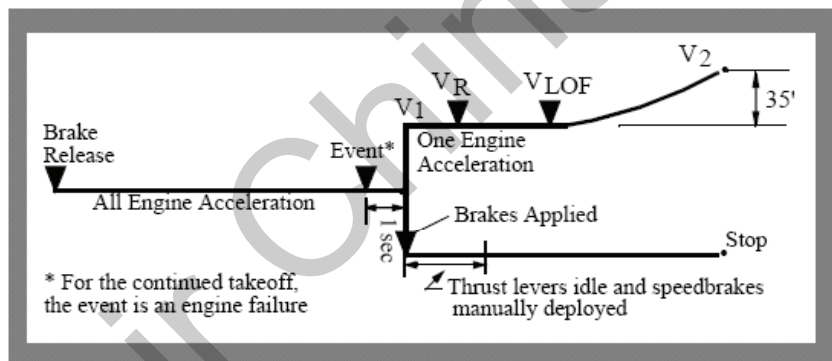 V2
VR
VLOF
V1
35'
Brake
Release
Event*
One Engine
Acceleration
All Engine Acceleration
1 sec
Brakes Applied
Stop
* For the continued takeoff,
the event is an engine failure
Thrust levers idle and speedbrakes
manually deployed